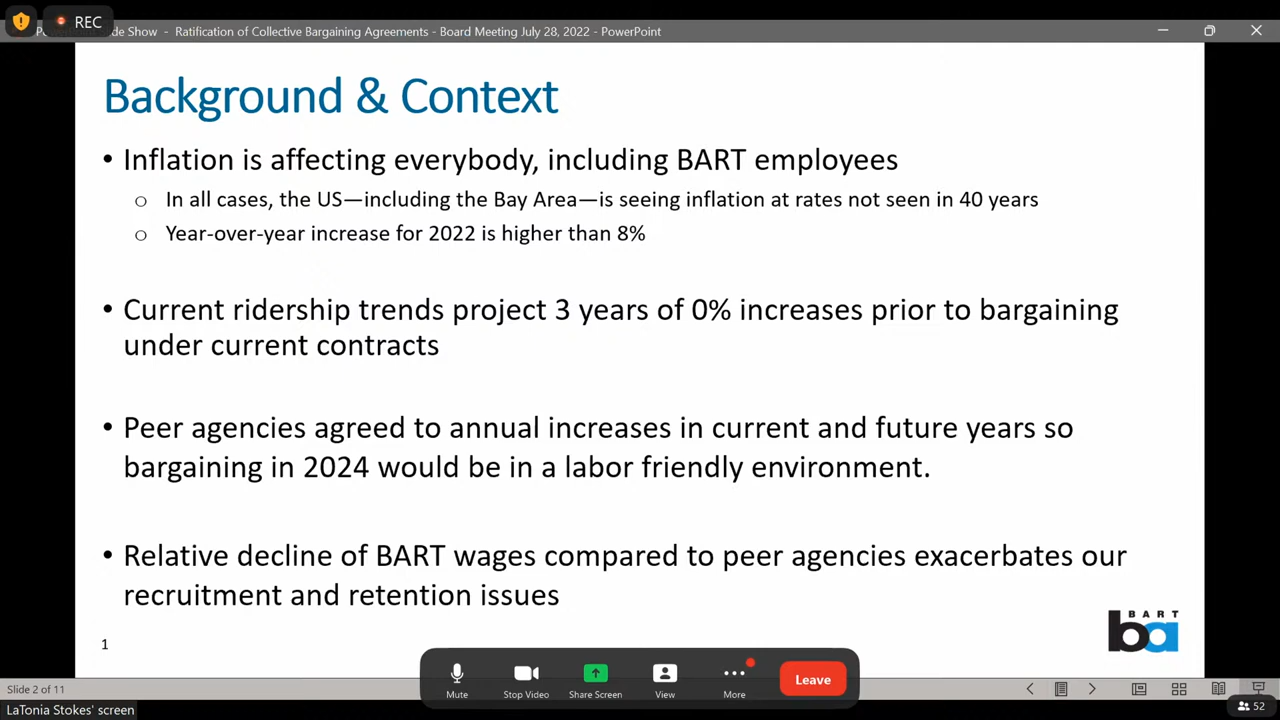 REC
de Show - Ratification of Collective Bargaining Agreements - Board Meeting July 28, 2022 - PowerPoint
Background & Context
• Inflation is affecting everybody, including BART employees
o In all cases, the US—including the Bay Area—is seeing inflation at rates not seen in 40 years
o Year-over-year increase for 2022 is higher than 8%
• Current ridership trends project 3 years of 0% increases prior to bargaining
under current contracts
• Peer agencies agreed to annual increases in current and future years so
bargaining in 2024 would be in a labor friendly environment.
• Relative decline of BART wages compared to peer agencies exacerbates our
recruitment and retention issues
BART
ba
1
Mute
Stop Video
Share Screen
View
More
Leave
Slide 2 of 11
LaTonia Stokes' screen
52